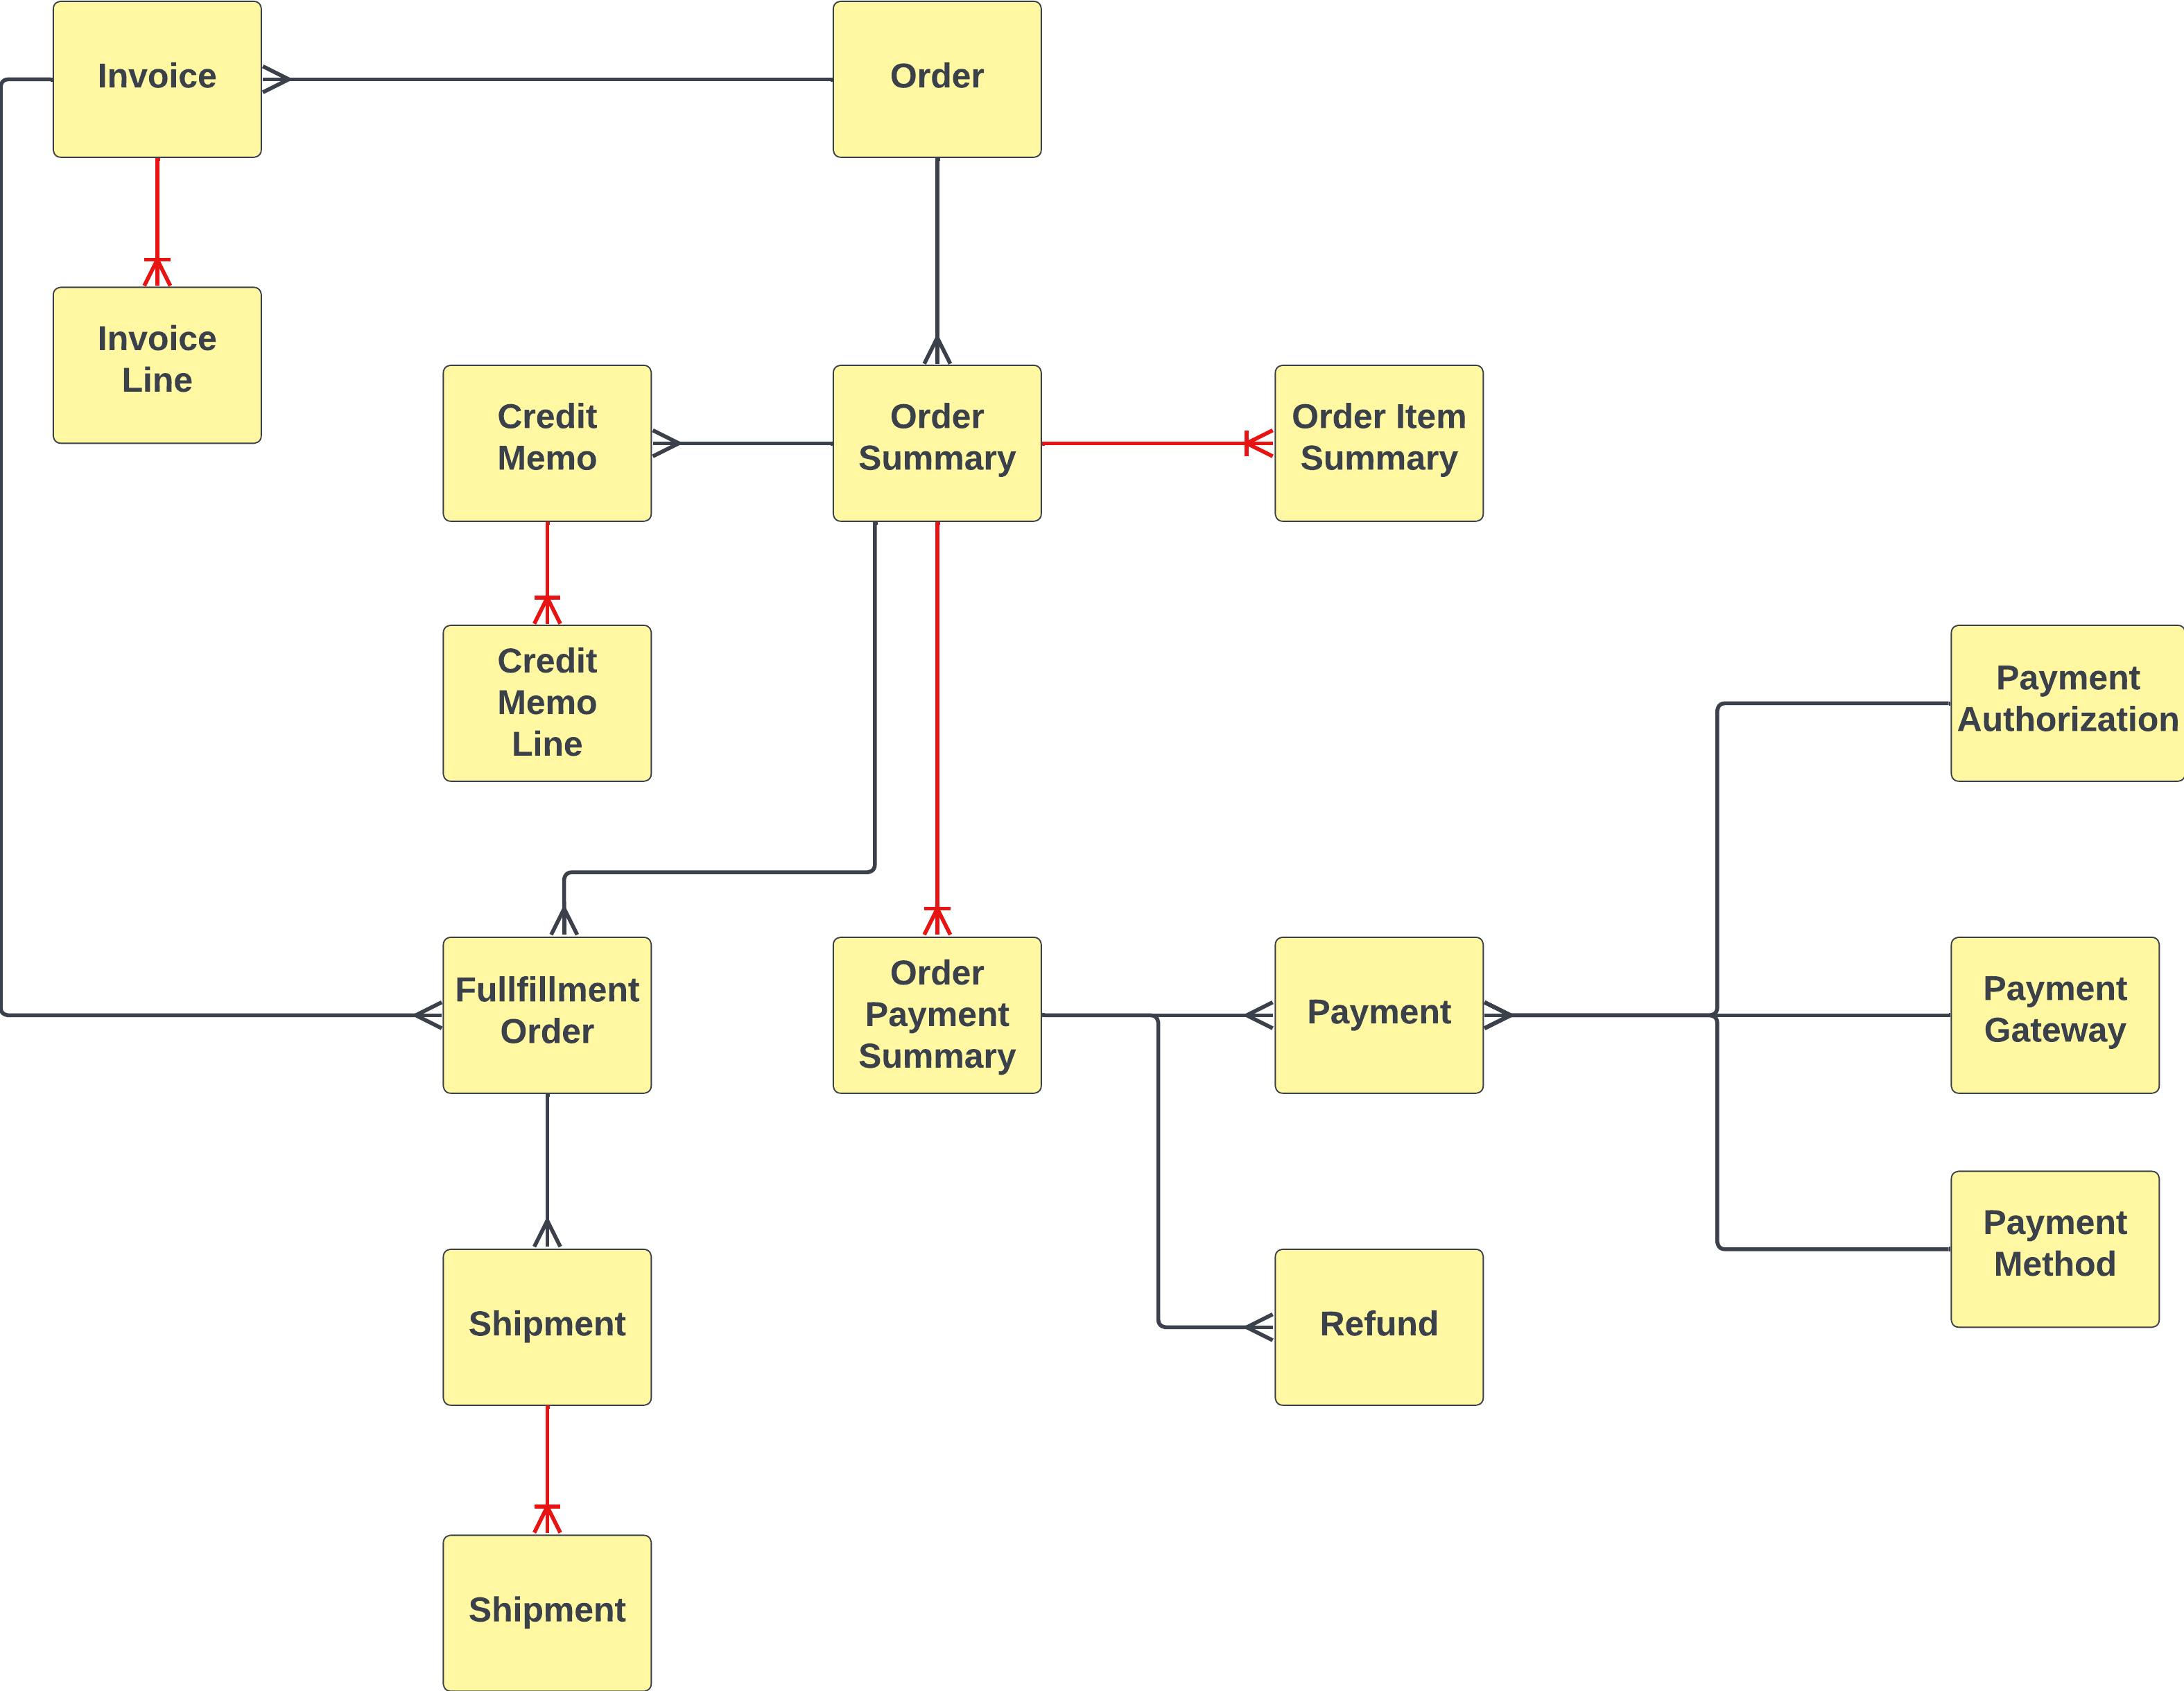 Invoice
Order
Invoice
Line
Credit
Memo
Order
Summary
Order Item
Summary
Credit
Memo
Line
Payment
Authorization
Fullfillment
Order
Order
Payment
Summary
Payment
Payment
Gateway
Payment
Method
Shipment
Refund
Shipment